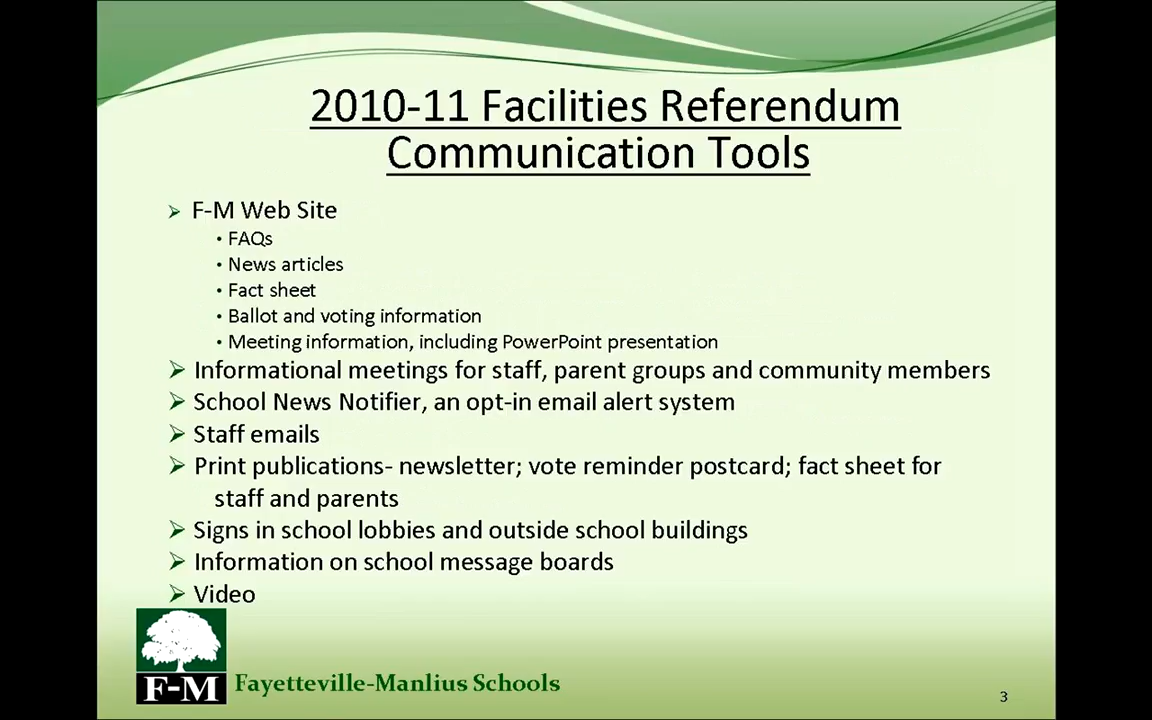 2010-11 Facilities Referendum
Communication Tools
➢ F-M Web Site
• FAQs
• News articles
• Fact sheet
• Ballot and voting information
• Meeting information, including PowerPoint presentation
➢ Informational meetings for staff, parent groups and community members
➢ School News Notifier, an opt-in email alert system
➢ Staff emails
➢ Print publications- newsletter; vote reminder postcard; fact sheet for
staff and parents
➢ Signs in school lobbies and outside school buildings
➢ Information on school message boards
➢ Video
F-M
Fayetteville-Manlius Schools
3